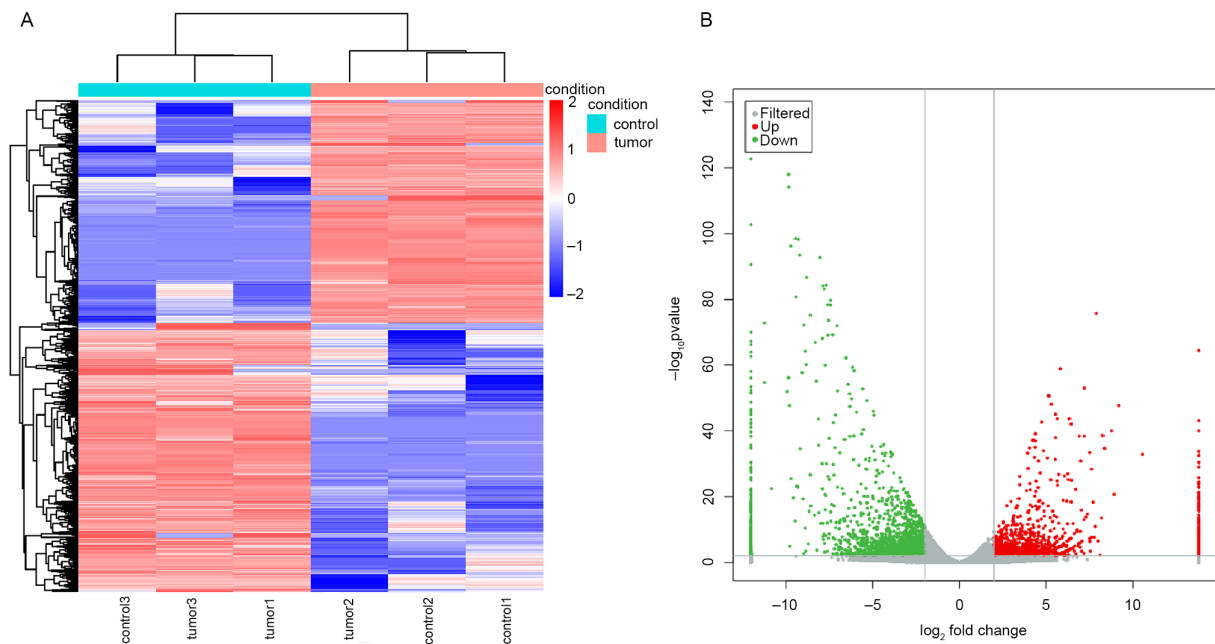 A
condition
2
1
0
−1
−2
condition
control
tumor
control3
tumor3
tumor1
tumor2
control2
control1
B
Filtered
Up
Down
−log10pvalue
140
120
100
80
60
40
20
0
−10
−5
0
5
10
log2 fold change